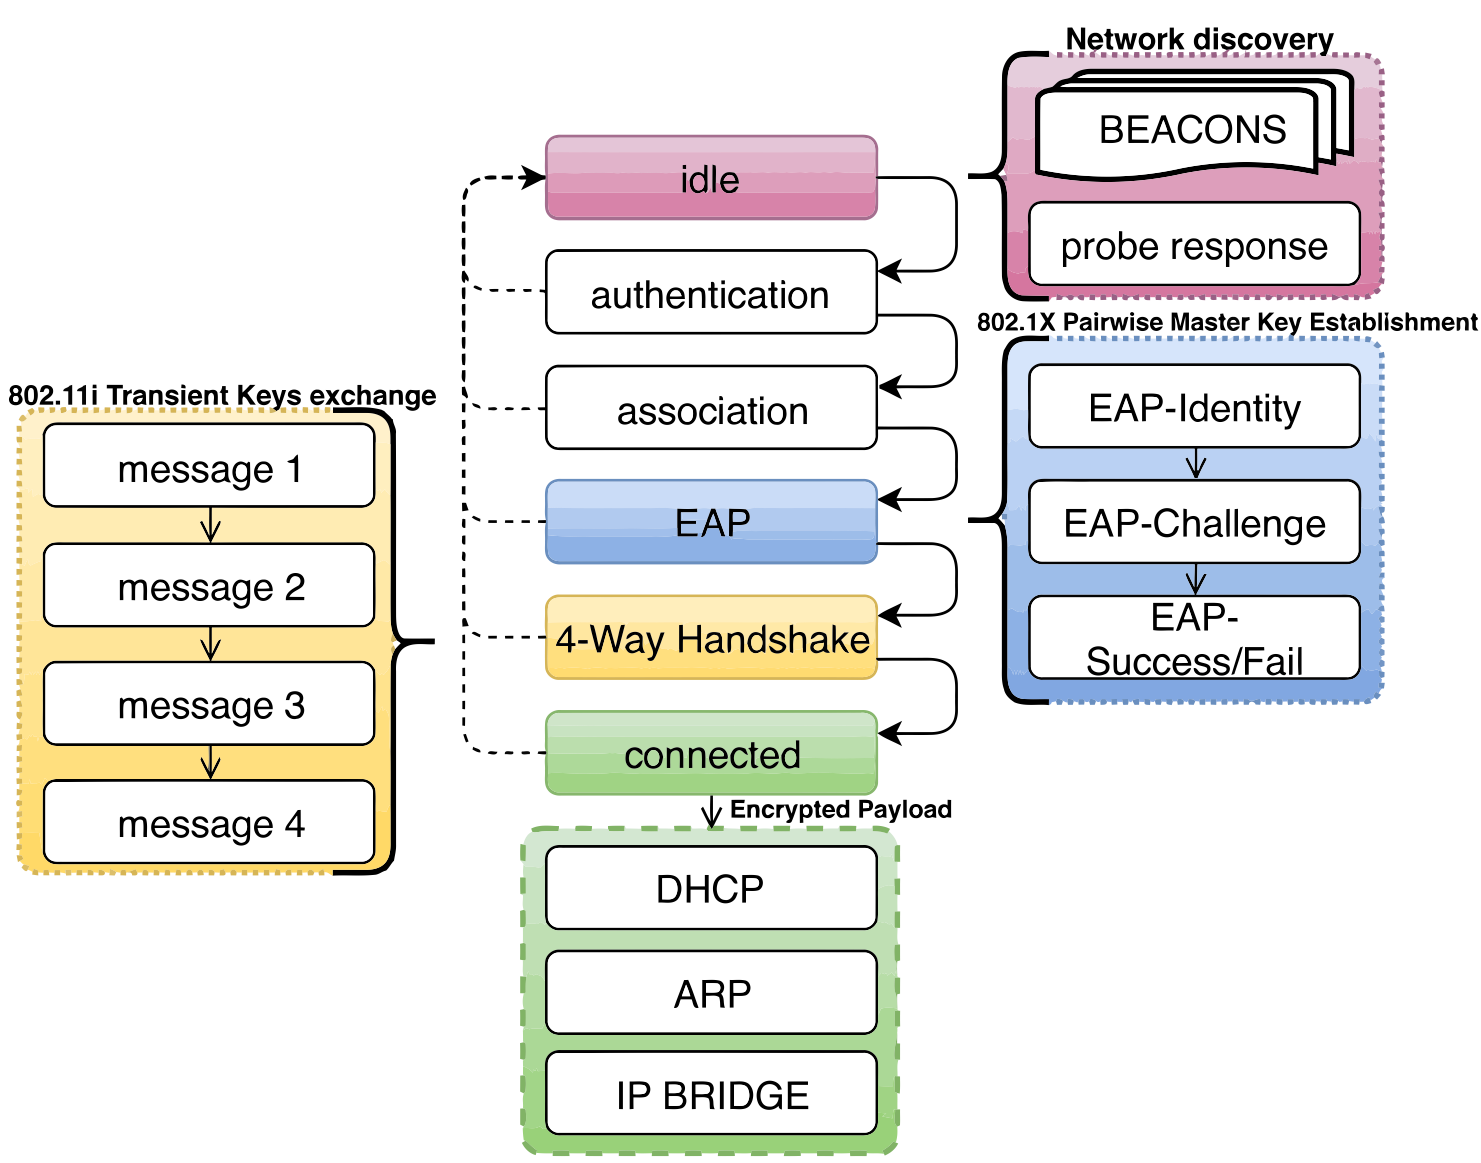 Network discovery
BEACONS
probe response
idle
authentication
association
EAP
4-Way Handshake
connected
802.1X Pairwise Master Key Establishment
EAP-Identity
EAP-Challenge
EAP-
Success/Fail
802.11i Transient Keys exchange
message 1
message 2
message 3
message 4
Encrypted Payload
DHCP
ARP
IP BRIDGE